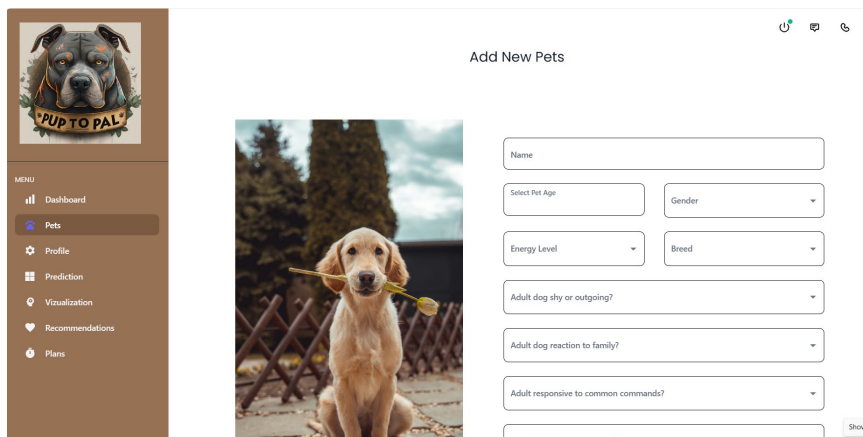 PUP TO PAL
Add New Pets
MENU
Dashboard
Pets
Profile
Prediction
Vizualization
Recommendations
Plans
Name
Select Pet Age
Gender
Energy Level
Breed
Adult dog shy or outgoing?
Adult dog reaction to family?
Adult responsive to common commands?